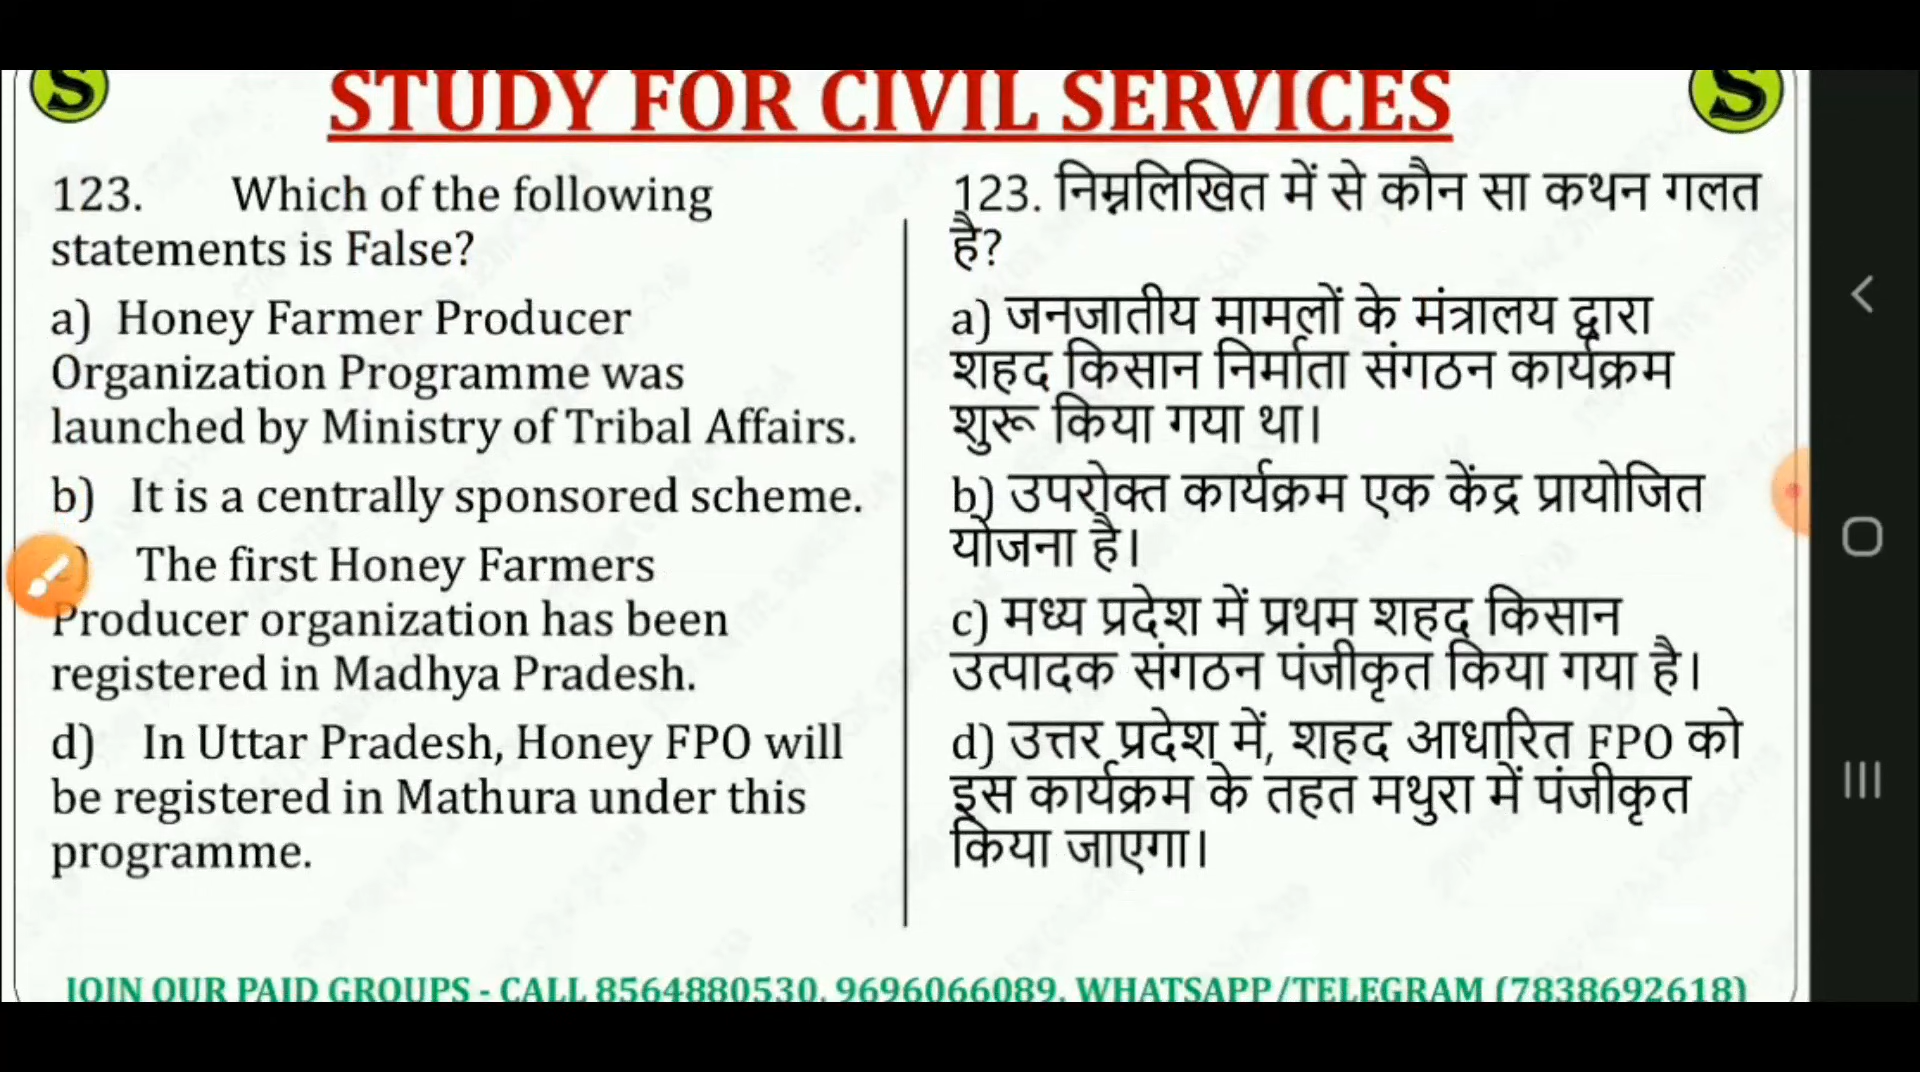 S
STUDY FOR CIVIL SERVICES
S
123. Which of the following
statements is False?
a) Honey Farmer Producer
Organization Programme was
launched by Ministry of Tribal Affairs.
b) It is a centrally sponsored scheme.
The first Honey Farmers
Producer organization has been
registered in Madhya Pradesh.
d) In Uttar Pradesh, Honey FPO will
be registered in Mathura under this
programme.
123. निम्नलिखित में से कौन सा कथन गलत
है?
a) जनजातीय मामलों के मंत्रालय द्वारा
शहद किसान निर्माता संगठन कार्यक्रम
शुरू किया गया था।
b) उपरोक्त कार्यक्रम एक केंद्र प्रायोजित
योजना है।
c) मध्य प्रदेश में प्रथम शहद किसान
उत्पादक संगठन पंजीकृत किया गया है।
d) उत्तर प्रदेश में, शहद आधारित FPO को
इस कार्यक्रम के तहत मथुरा में पंजीकृत
किया जाएगा।
JOIN OUR PAID GROUPS - CALL 8564880530, 9696066089, WHATSAPP/TELEGRAM (7838692618)